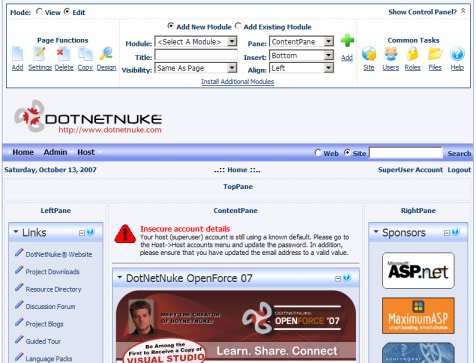 Mode: View Edit
Show Control Panel?
Page Functions
Add New Module Add Existing Module
Common Tasks
Module: <Select A Module> Pane: ContentPane
Title: Insert: Bottom
Visibility: Same As Page Align: Left
Add Settings Delete Copy Design
Add
Site Users Roles Files Help
Install Additional Modules
DOTNETNUKE
http://www.dotnetnuke.com
Home Admin Host
Web Site Search
Saturday, October 13, 2007
..:: Home ::..
SuperUser Account Logout
TopPane
LeftPane
ContentPane
RightPane
Links
DotNetNuke® Website
Project Downloads
Resource Directory
Discussion Forum
Project Blogs
Guided Tour
Language Packs
Insecure account details
Your host (superuser) account is still using a known default. Please go to
the Host->Host accounts menu and update the password. In addition,
please ensure that you have updated the email address to a valid value.
DotNetNuke OpenForce 07
MEET THE CREATOR
OF DOTNETNUKE!
DOTNETNUKE
OPENFORCE '07
Be Among the
First to Receive a Copy of
VISUAL STUDIO
Learn. Share. Connect
Sponsors
Microsoft
ASP.net
MaximumASP
smart hosting. smart choice.
sourcegear